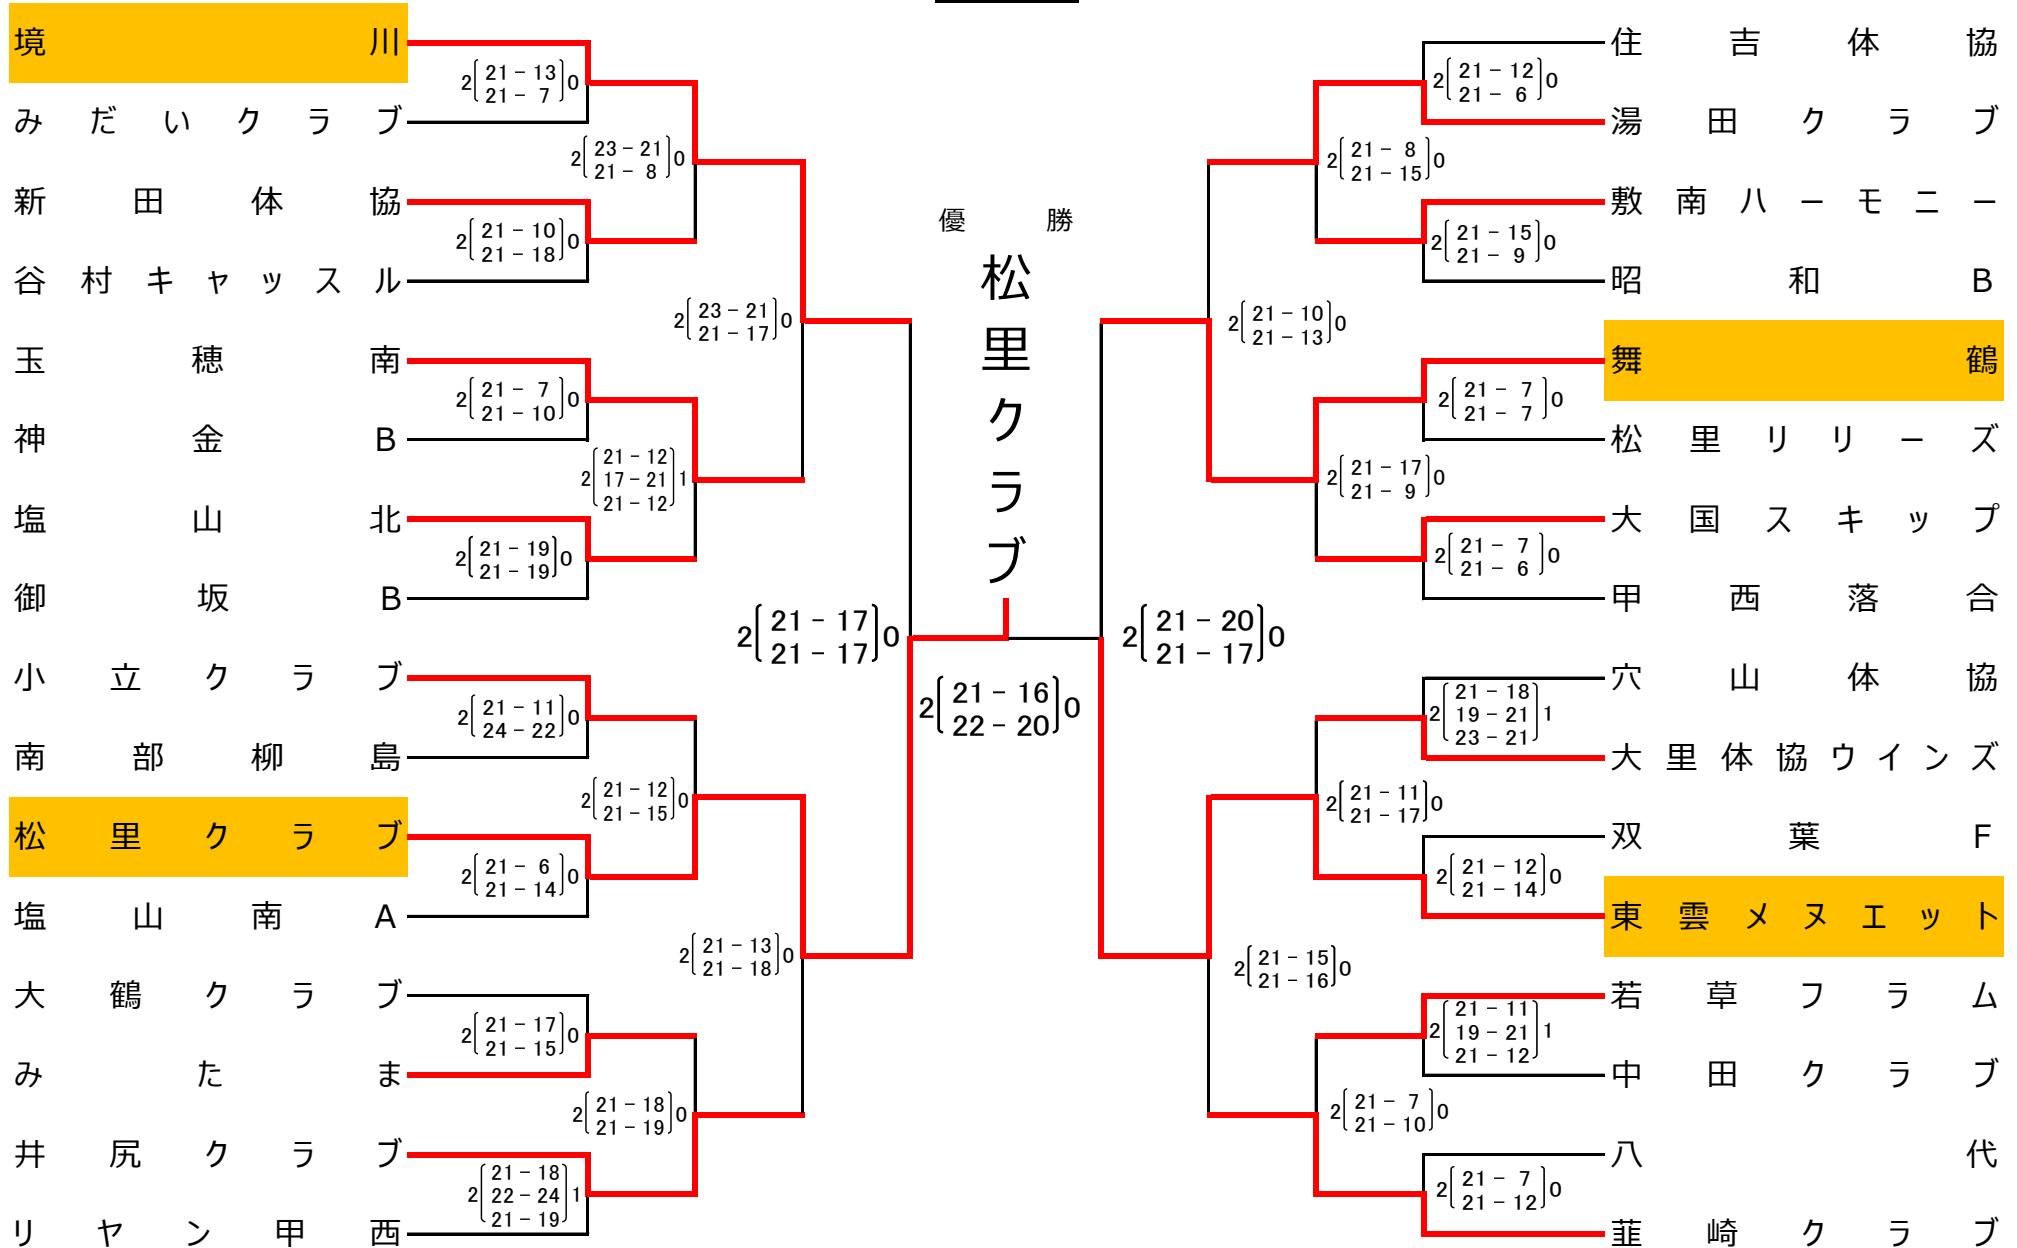 境川
みだいクラブ
新田体協
谷村キャッスル
玉穂南
神金B
塩山北
御坂B
小立クラブ
南部柳島
松里クラブ
塩山南A
大鶴クラブ
みたま
井尻クラブ
リヤン甲西
2 21 - 13 0
21 - 7
2 21 - 10 0
21 - 18
2 21 - 7 0
21 - 10
2 21 - 19 0
21 - 19
2 21 - 11 0
24 - 22
2 21 - 6 0
21 - 14
2 21 - 17 0
21 - 15
2 21 - 18 1
22 - 24
21 - 19
2 23 - 21 0
21 - 8
2 21 - 12 1
17 - 21
21 - 12
2 21 - 12 0
21 - 15
2 21 - 18 0
21 - 19
2 23 - 21 0
21 - 17
2 21 - 13 0
21 - 18
2 21 - 17 0
21 - 17
優勝
松里クラブ
2 21 - 16 0
22 - 20
2 21 - 20 0
21 - 17
2 21 - 10 0
21 - 13
2 21 - 15 0
21 - 16
2 21 - 8 0
21 - 15
2 21 - 17 0
21 - 9
2 21 - 11 0
21 - 17
2 21 - 7 0
21 - 10
2 21 - 12 0
21 - 6
2 21 - 15 0
21 - 9
2 21 - 7 0
21 - 7
2 21 - 7 0
21 - 6
2 21 - 18 1
19 - 21
23 - 21
2 21 - 12 0
21 - 14
2 21 - 11 1
19 - 21
21 - 12
2 21 - 7 0
21 - 12
住吉体協
湯田クラブ
敷南ハーモニー
昭和B
舞鶴
松里リリーズ
大国スキップ
甲西落合
穴山体協
大里体協ウインズ
双葉F
東雲メヌエット
若草フラム
中田クラブ
八代
韮崎クラブ